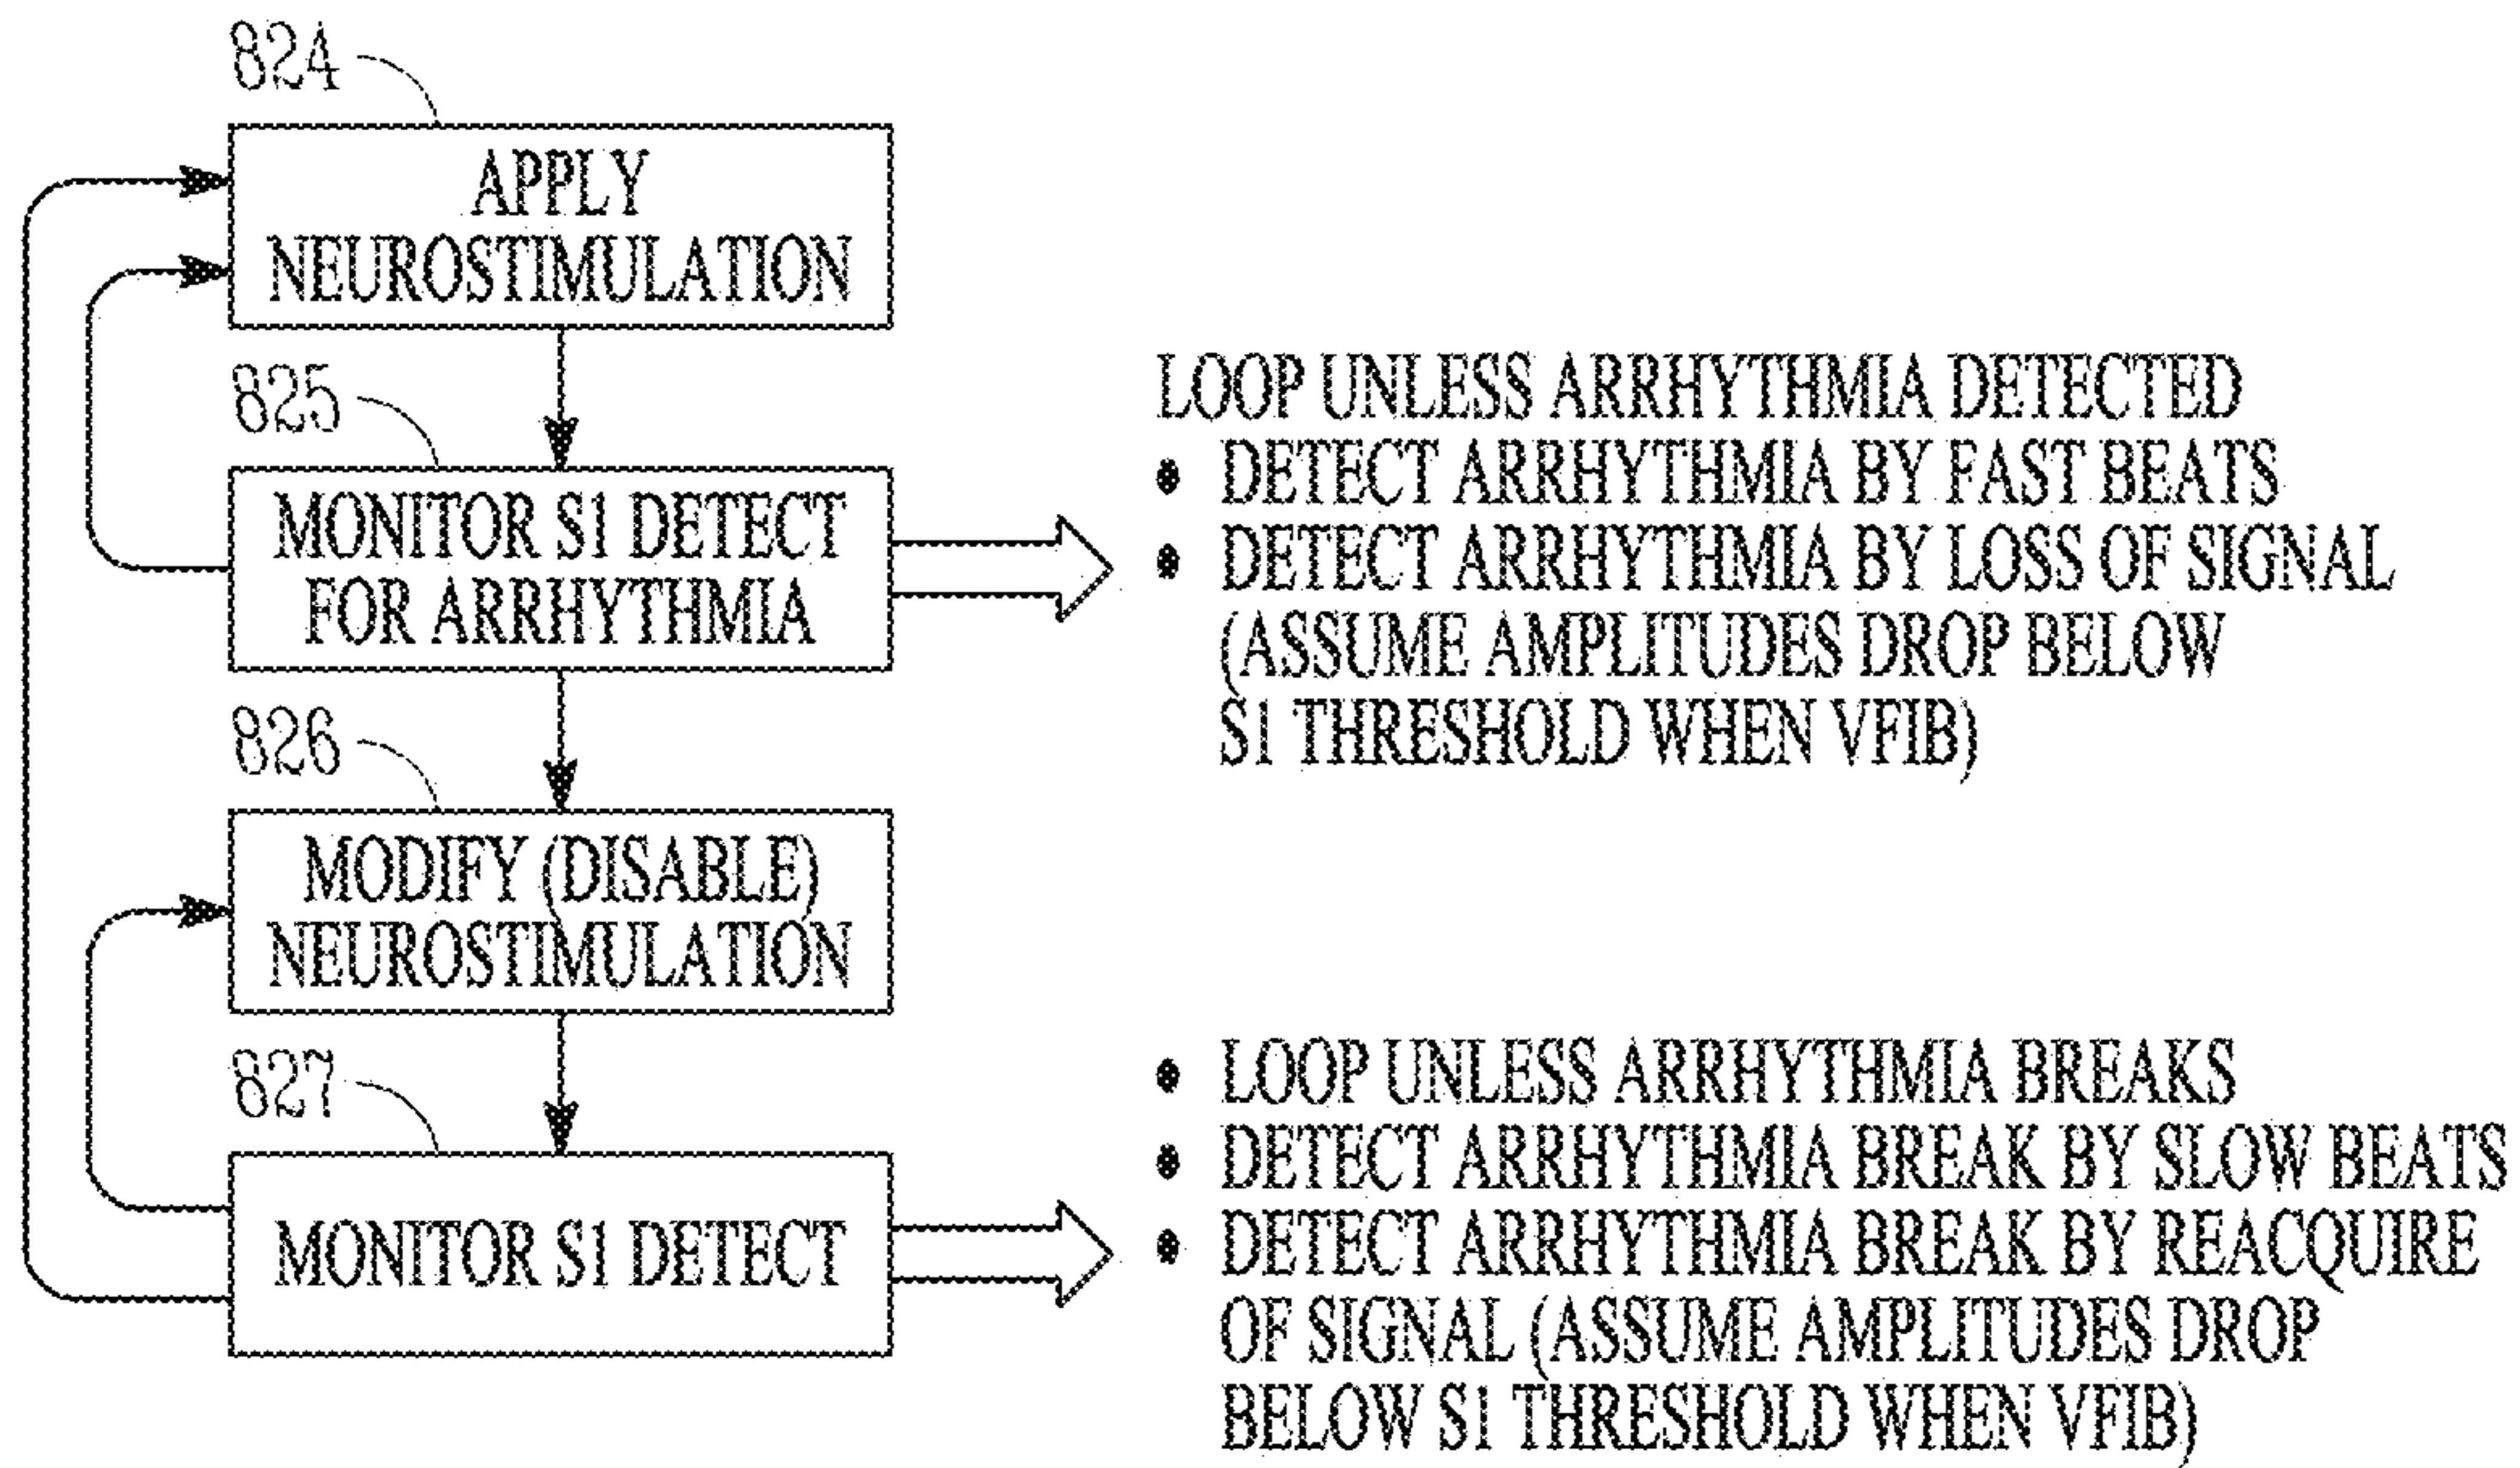 824
APPLY
NEUROSTIMULATION
825
MONITOR S1 DETECT
FOR ARRHYTHMIA
LOOP UNLESS ARRHYTHMIA DETECTED
• DETECT ARRHYTHMIA BY FAST BEATS
• DETECT ARRHYTHMIA BY LOSS OF SIGNAL
(ASSUME AMPLITUDES DROP BELOW
S1 THRESHOLD WHEN VFIB)
826
MODIFY (DISABLE)
NEUROSTIMULATION
827
MONITOR S1 DETECT
• LOOP UNLESS ARRHYTHMIA BREAKS
• DETECT ARRHYTHMIA BREAK BY SLOW BEATS
• DETECT ARRHYTHMIA BREAK BY REACQUIRE
OF SIGNAL (ASSUME AMPLITUDES DROP
BELOW S1 THRESHOLD WHEN VFIB)